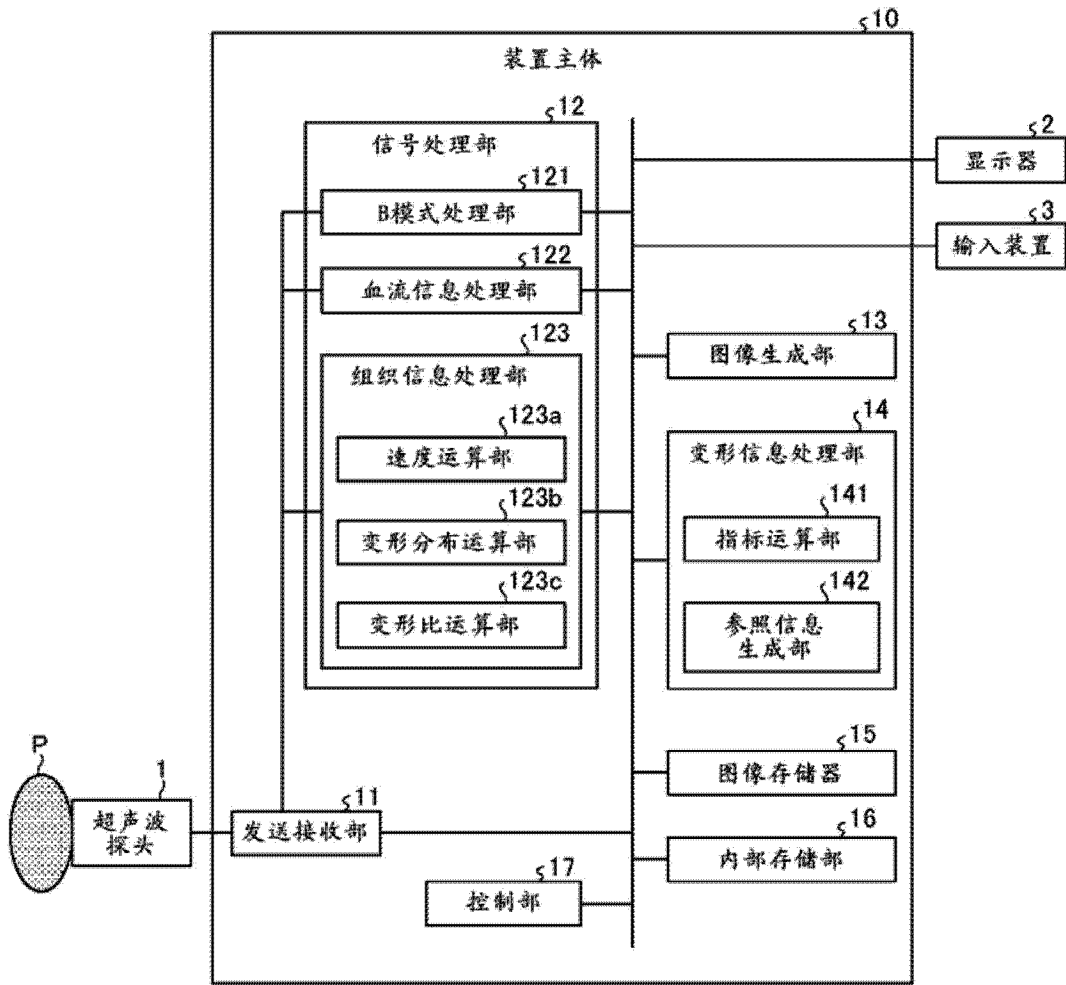 10
装置主体
12
信号处理部
2
显示器
121
B模式处理部
3
输入装置
122
血流信息处理部
13
图像生成部
123
组织信息处理部
14
变形信息处理部
123a
速度运算部
141
指标运算部
123b
变形分布运算部
142
参照信息
生成部
123c
变形比运算部
P
1
超声波
探头
11
发送接收部
15
图像存储器
16
内部存储部
17
控制部